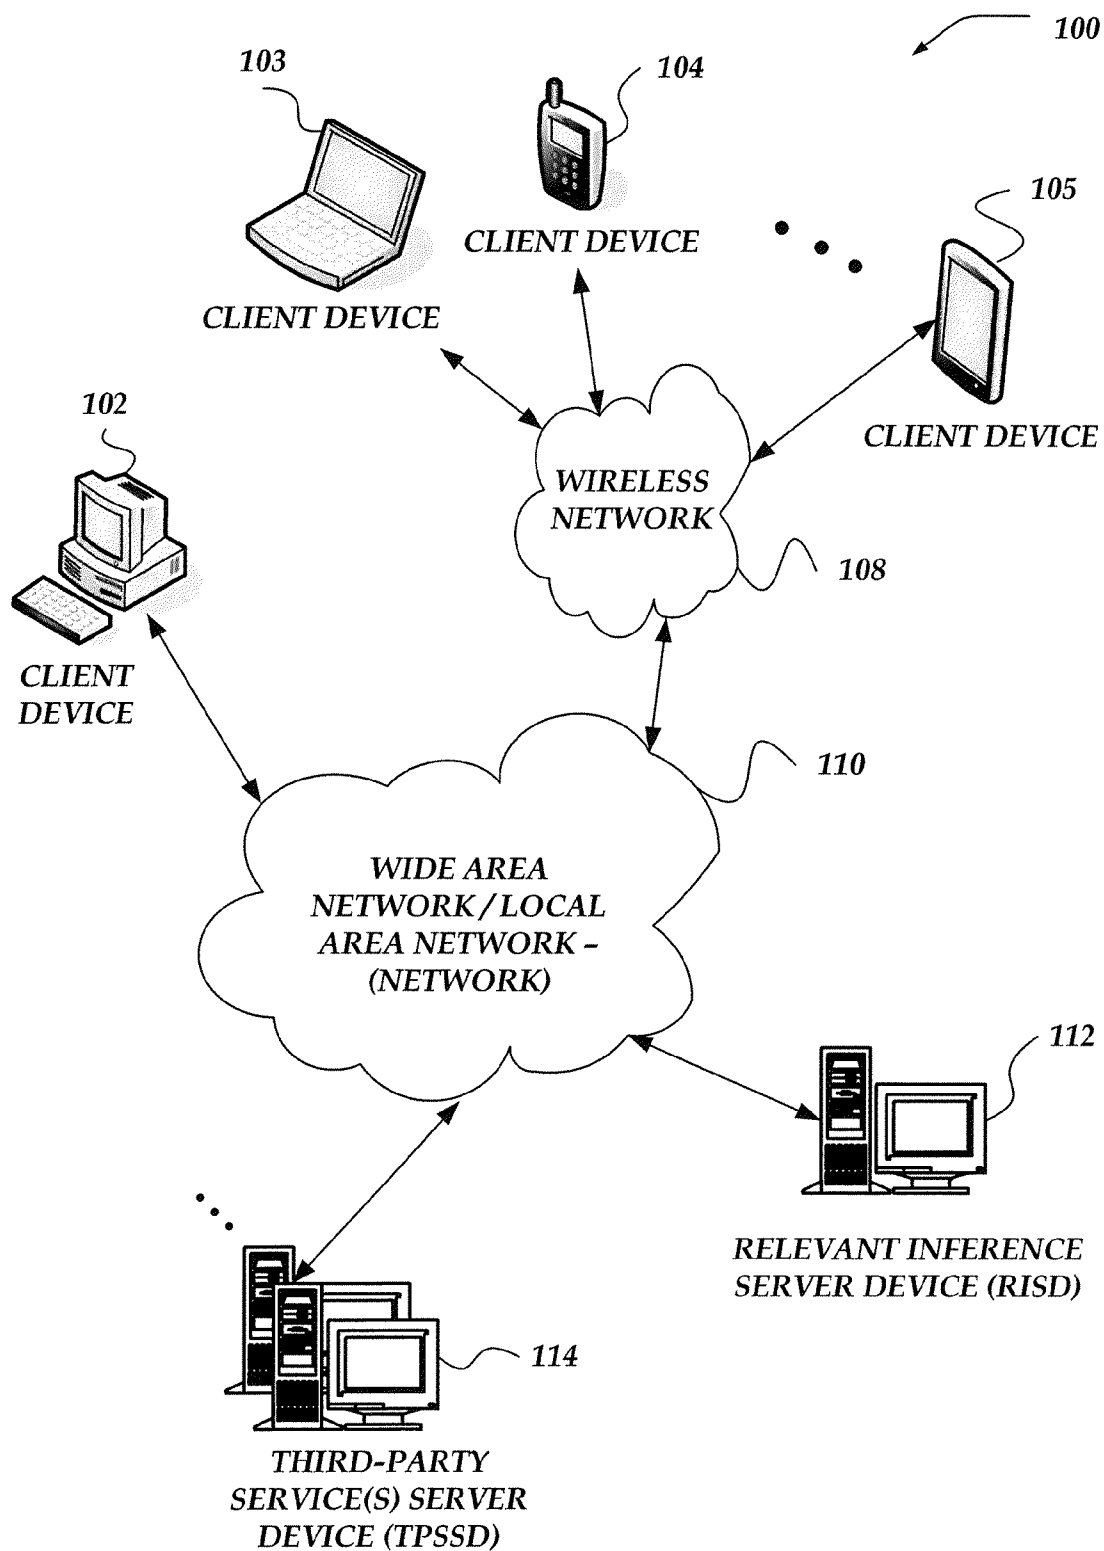 100
103
104
105
CLIENT DEVICE
CLIENT DEVICE
CLIENT DEVICE
102
WIRELESS
NETWORK
108
CLIENT
DEVICE
110
WIDE AREA
NETWORK / LOCAL
AREA NETWORK –
(NETWORK)
112
RELEVANT INFERENCE
SERVER DEVICE (RISD)
114
THIRD-PARTY
SERVICE(S) SERVER
DEVICE (TPSSD)